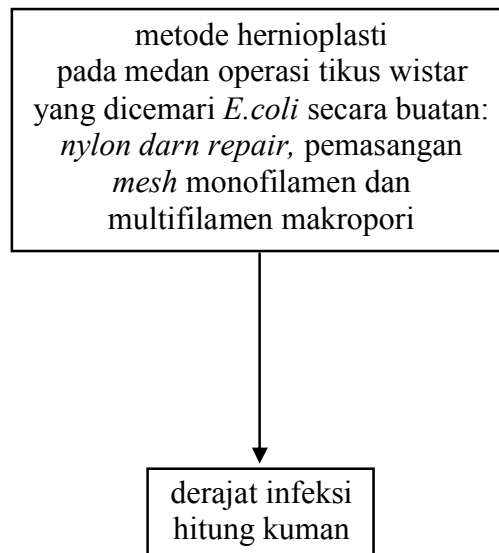 metode hernioplasti
pada medan operasi tikus wistar
yang dicemari E.coli secara buatan:
nylon darn repair, pemasangan
mesh monofilamen dan
multifilamen makropori
derajat infeksi
hitung kuman